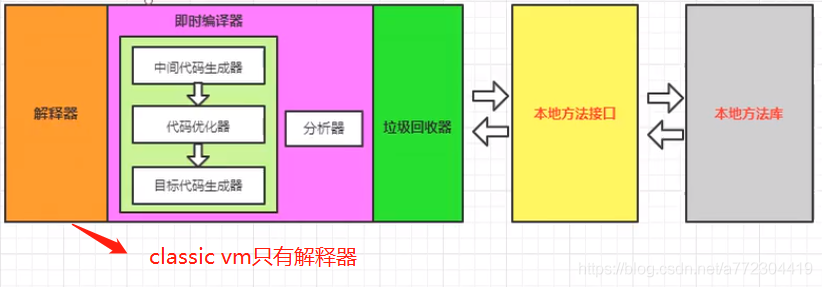 即时编译器
中间代码生成器
解释器
代码优化器
分析器
垃圾回收器
本地方法接口
本地方法库
目标代码生成器
classic vm只有解释器
https://blog.csdn.net/a772304419